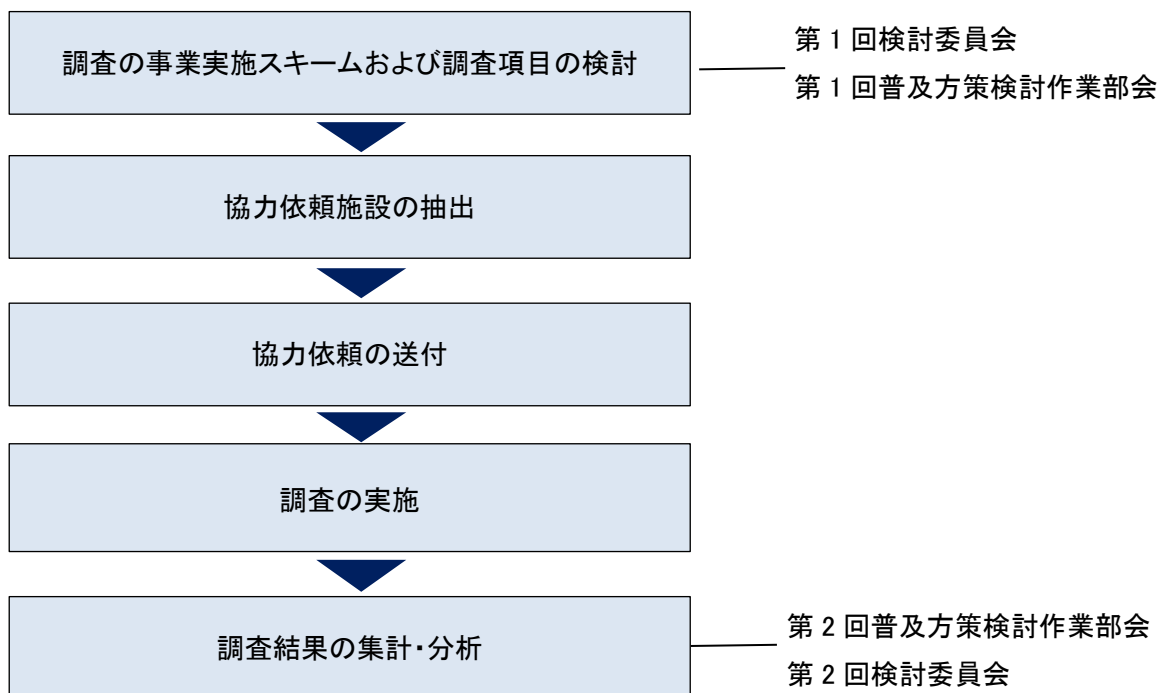 調査の事業実施スキームおよび調査項目の検討
第 1 回検討委員会
第 1 回普及方策検討作業部会
協力依頼施設の抽出
協力依頼の送付
調査の実施
調査結果の集計・分析
第 2 回普及方策検討作業部会
第 2 回検討委員会